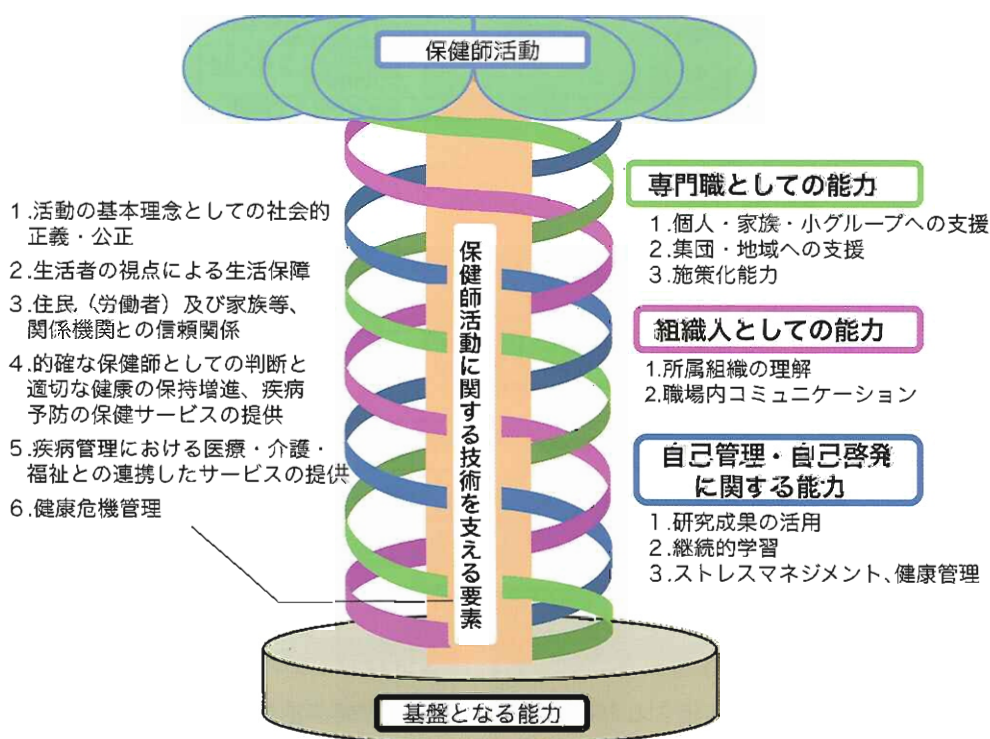 保健師活動
1.活動の基本理念としての社会的
正義・公正
2.生活者の視点による生活保障
3.住民（労働者）及び家族等、
関係機関との信頼関係
4.的確な保健師としての判断と
適切な健康の保持増進、疾病
予防の保健サービスの提供
5.疾病管理における医療・介護・
福祉との連携したサービスの提供
6.健康危機管理
保健師活動に関する技術を支える要素
専門職としての能力
1.個人・家族・小グループへの支援
2.集団・地域への支援
3.施策化能力
組織人としての能力
1.所属組織の理解
2.職場内コミュニケーション
自己管理・自己啓発
に関する能力
1.研究成果の活用
2.継続的学習
3.ストレスマネジメント、健康管理
基盤となる能力